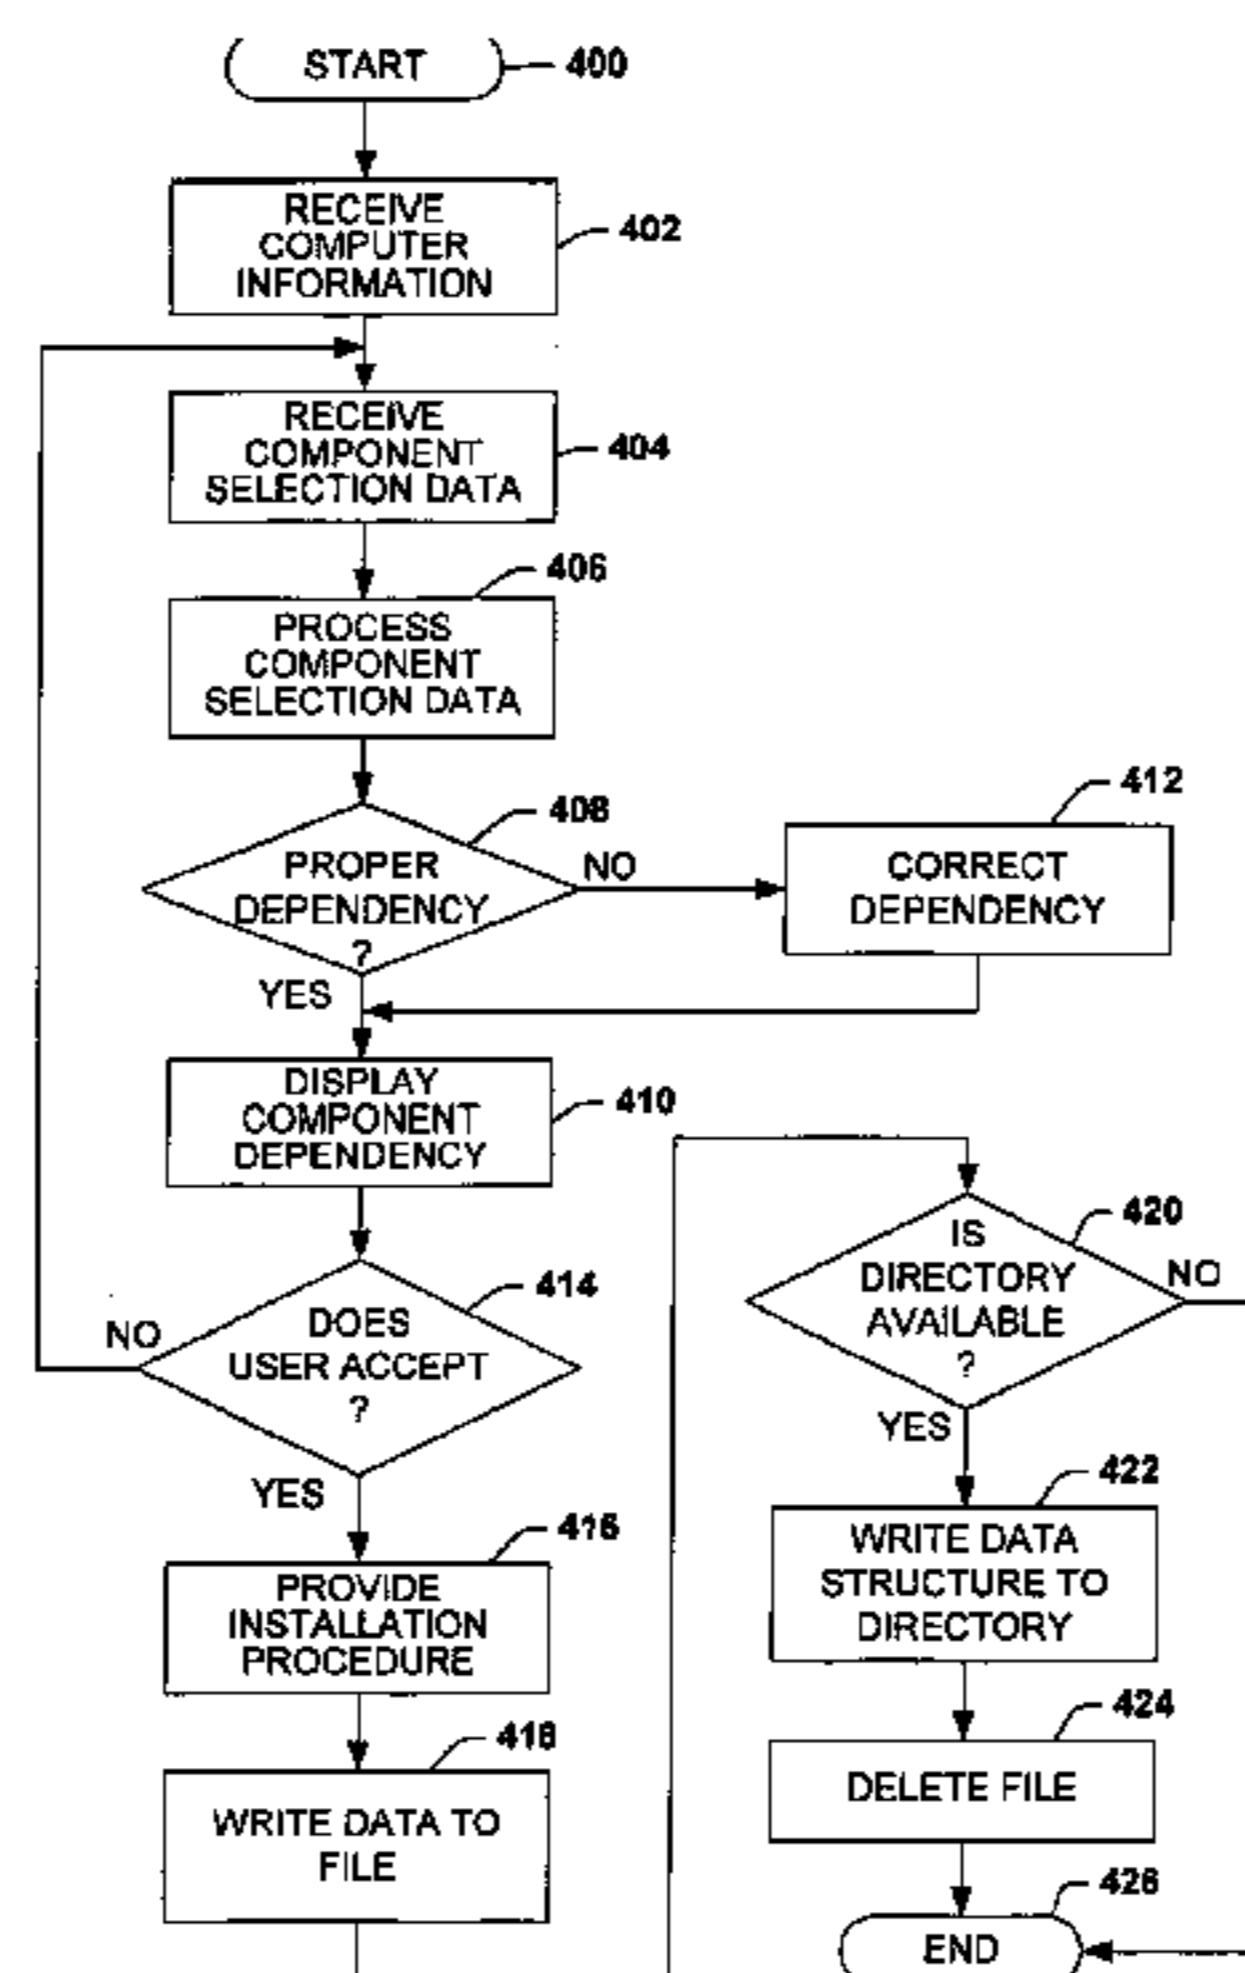 START
400
RECEIVE
COMPUTER
INFORMATION
402
RECEIVE
COMPONENT
SELECTION DATA
404
406
PROCESS
COMPONENT
SELECTION DATA
408
PROPER
DEPENDENCY
?
NO
YES
412
CORRECT
DEPENDENCY
DISPLAY
COMPONENT
DEPENDENCY
410
414
DOES
USER ACCEPT
?
NO
YES
416
PROVIDE
INSTALLATION
PROCEDURE
418
WRITE DATA TO
FILE
420
IS
DIRECTORY
AVAILABLE
?
NO
YES
422
WRITE DATA
STRUCTURE TO
DIRECTORY
424
DELETE FILE
426
END